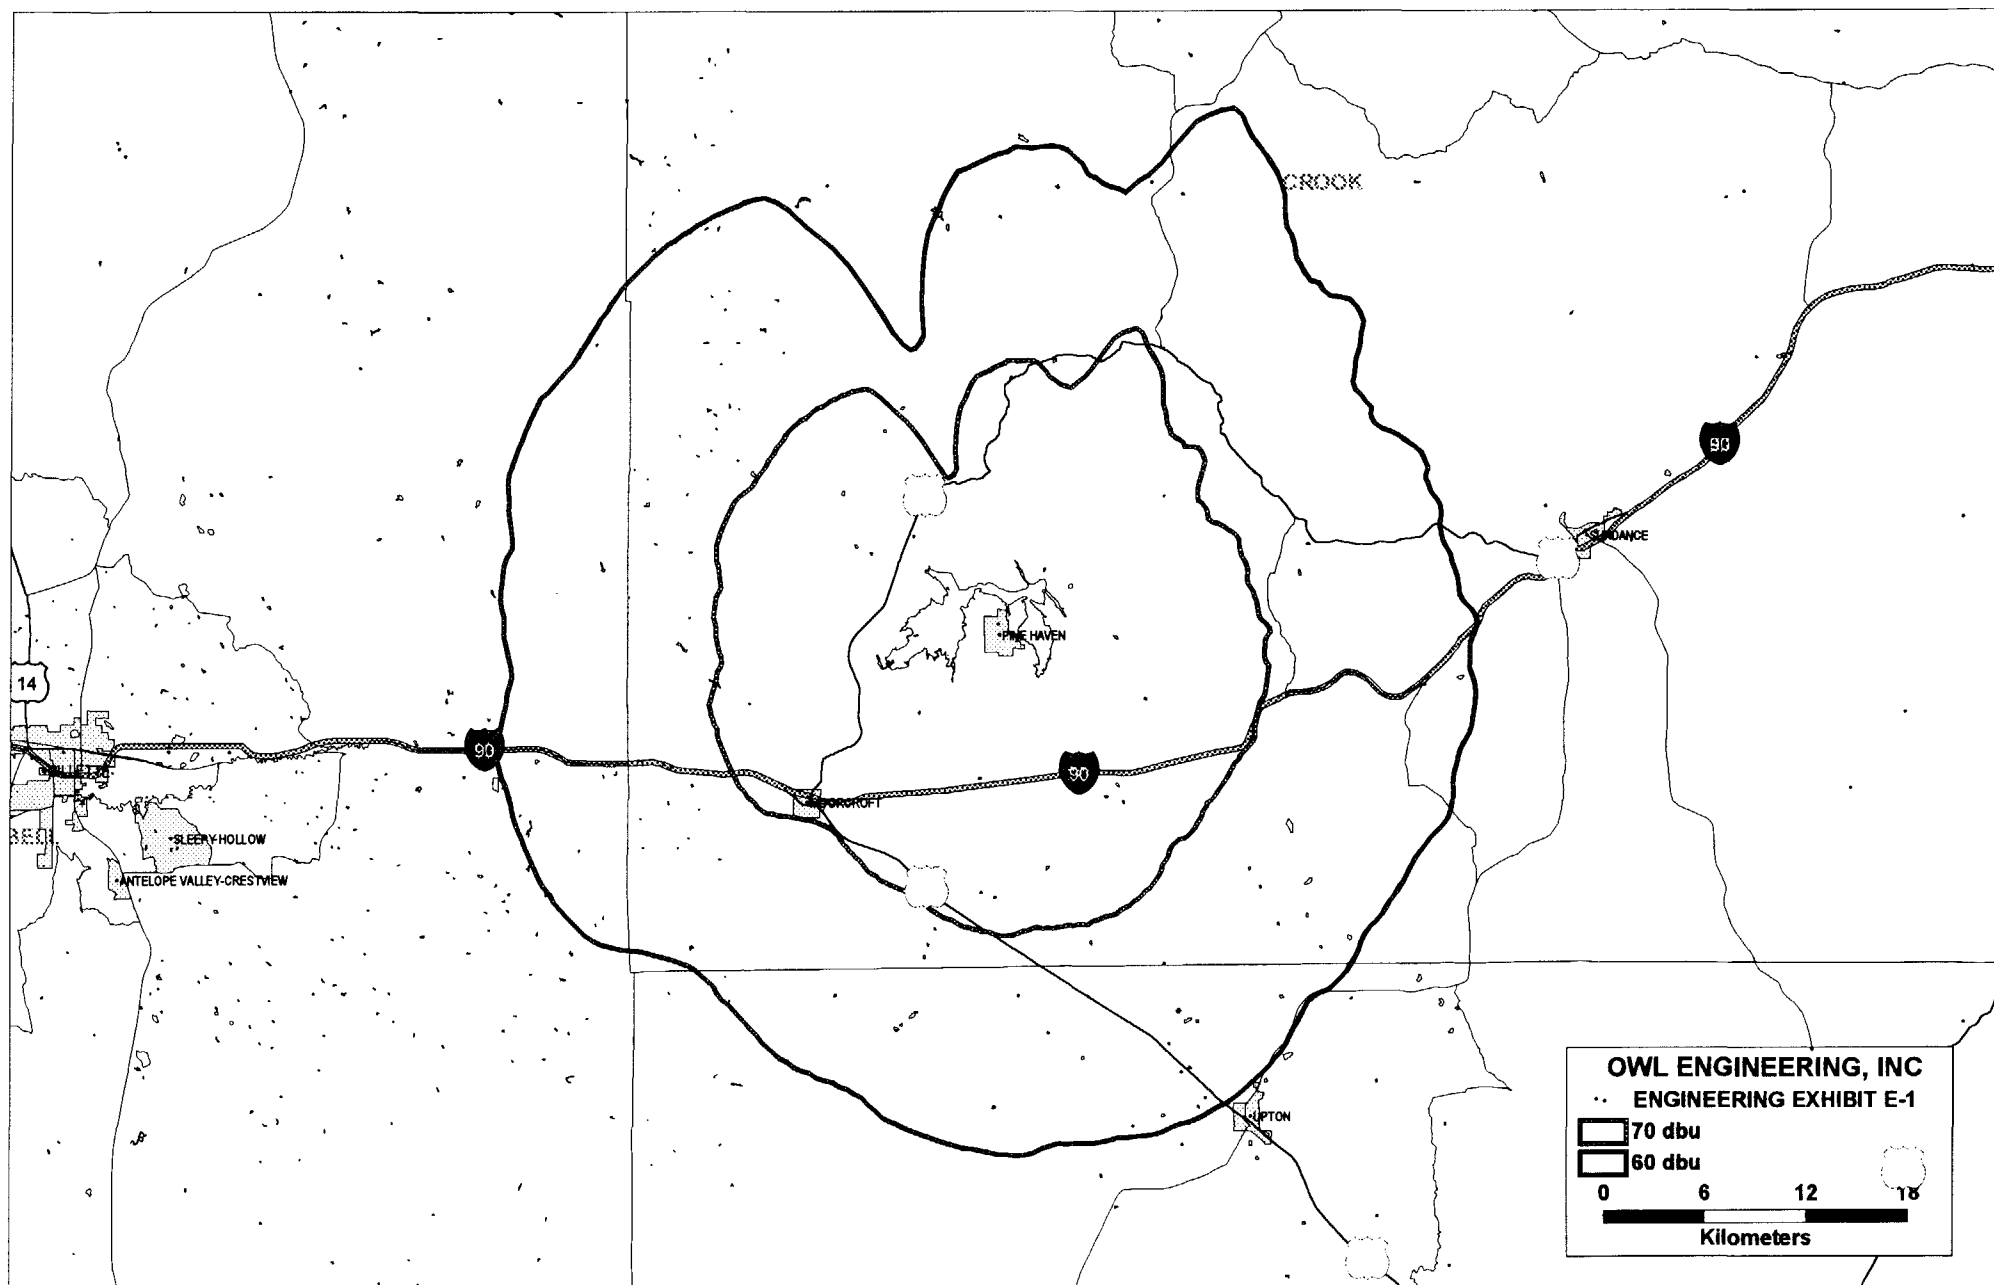 CROOK
90
SUNDANCE
PINE HAVEN
14
90
90
SLEEPY-HOLLOW
ANTELOPE VALLEY-CRESTVIEW
UPTON
OWL ENGINEERING, INC
ENGINEERING EXHIBIT E-1
70 dbu
60 dbu
0 6 12 18
Kilometers